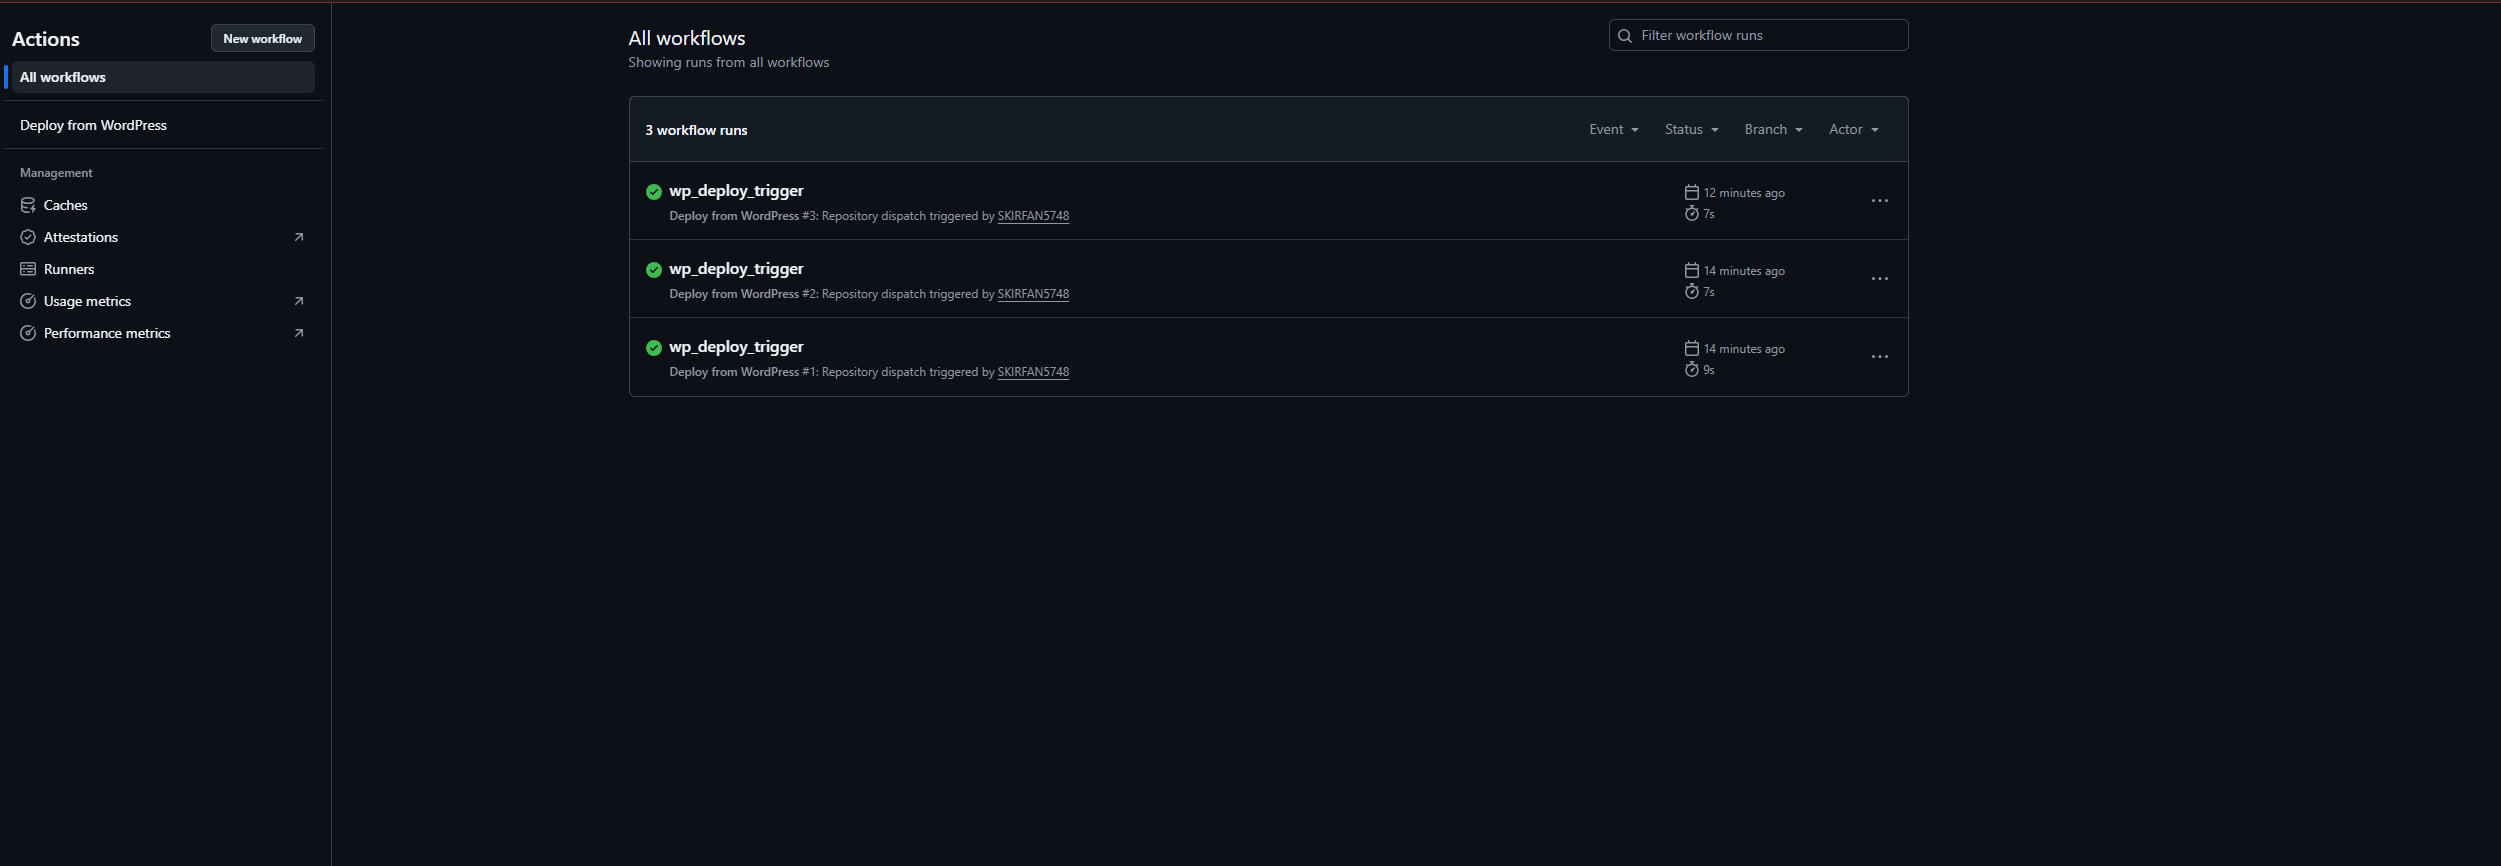 Actions
New workflow
All workflows
Deploy from WordPress
Management
Caches
Attestations
Runners
Usage metrics
Performance metrics
All workflows
Showing runs from all workflows
Filter workflow runs
3 workflow runs
Event
Status
Branch
Actor
wp_deploy_trigger
Deploy from WordPress #3: Repository dispatch triggered by SKIRFAN5748
12 minutes ago
7s
wp_deploy_trigger
Deploy from WordPress #2: Repository dispatch triggered by SKIRFAN5748
14 minutes ago
7s
wp_deploy_trigger
Deploy from WordPress #1: Repository dispatch triggered by SKIRFAN5748
14 minutes ago
9s